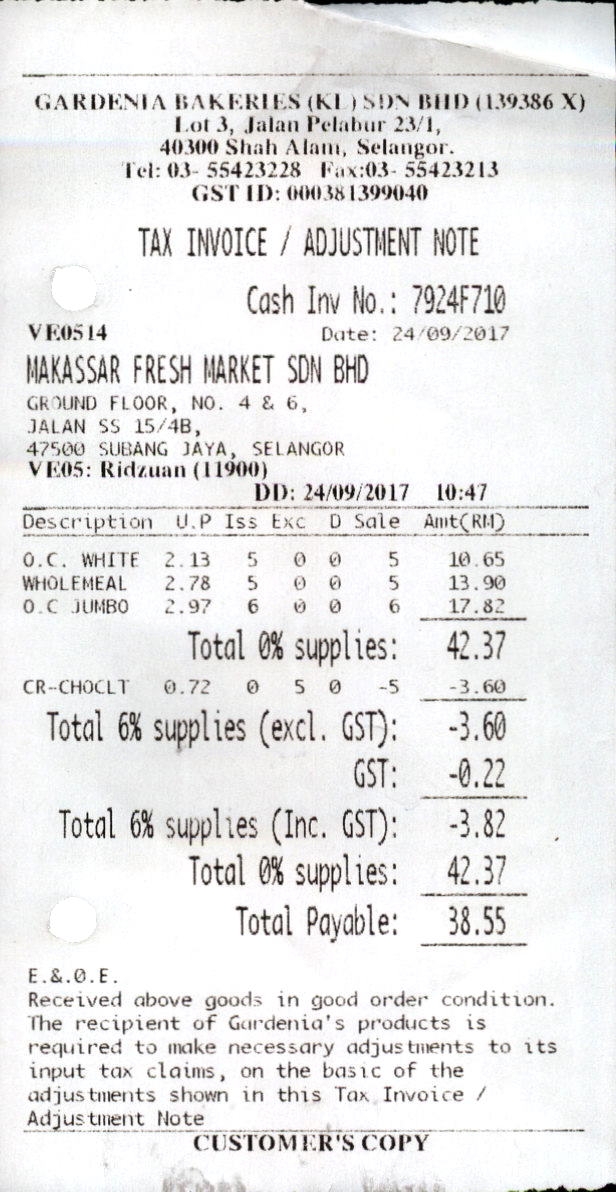 GARDENIA BAKERIES (KL) SDN BHD (139386 X)
Lot 3, Jalan Pelabur 23/1,
40300 Shah Alam, Selangor.
Tel: 03- 55423228 Fax:03- 55423213
GST ID: 000381399040
TAX INVOICE / ADJUSTMENT NOTE
Cash Inv No.: 7924F710
VE0514 Date: 24/09/2017
MAKASSAR FRESH MARKET SDN BHD
GROUND FLOOR, NO. 4 & 6,
JALAN SS 15/4B,
47500 SUBANG JAYA, SELANGOR
VE05: Ridzuan (11900)
DD: 24/09/2017 10:47
Description U.P Iss Exc D Sale Amt(RM)
O.C. WHITE 2.13 5 0 0 5 10.65
WHOLEMEAL 2.78 5 0 0 5 13.90
O.C JUMBO 2.97 6 0 0 6 17.82
Total 0% supplies: 42.37
CR-CHOCLT 0.72 0 5 0 -5 -3.60
Total 6% supplies (excl. GST): -3.60
GST: -0.22
Total 6% supplies (Inc. GST): -3.82
Total 0% supplies: 42.37
Total Payable: 38.55
E.&.O.E.
Received above goods in good order condition.
The recipient of Gardenia's products is
required to make necessary adjustments to its
input tax claims, on the basic of the
adjustments shown in this Tax Invoice /
Adjustment Note
CUSTOMER'S COPY